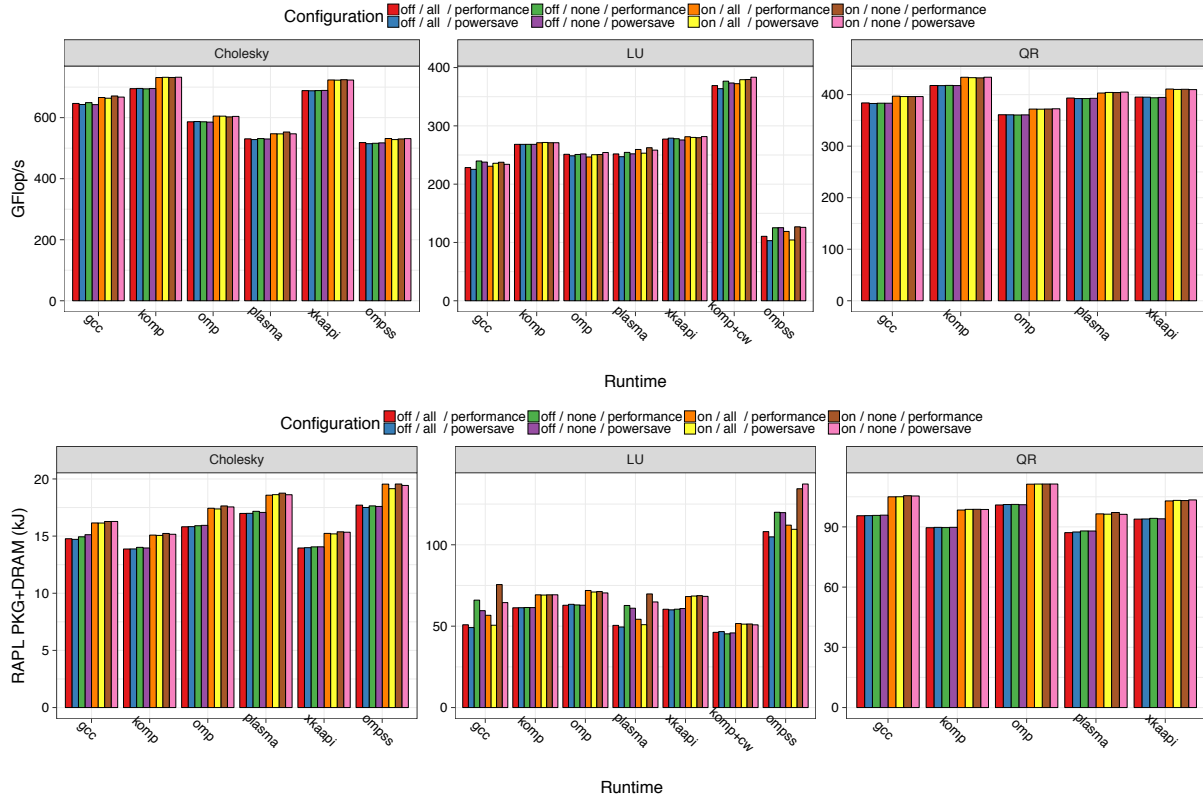 Configuration
off / all / performance off / none / performance on / all / performance on / none / performance
off / all / powersave off / none / powersave on / all / powersave on / none / powersave
Cholesky LU QR
GFlop/s
600
400
200
0
400
300
200
100
0
400
300
200
100
0
gcc komp omp plasma xkaapi ompss
gcc komp omp plasma xkaapi komp+cw ompss
gcc komp omp plasma xkaapi
Runtime
Configuration
off / all / performance off / none / performance on / all / performance on / none / performance
off / all / powersave off / none / powersave on / all / powersave on / none / powersave
Cholesky LU QR
RAPL PKG+DRAM (kJ)
20
15
10
5
0
100
50
0
90
60
30
0
gcc komp omp plasma xkaapi ompss
gcc komp omp plasma xkaapi komp+cw ompss
gcc komp omp plasma xkaapi
Runtime